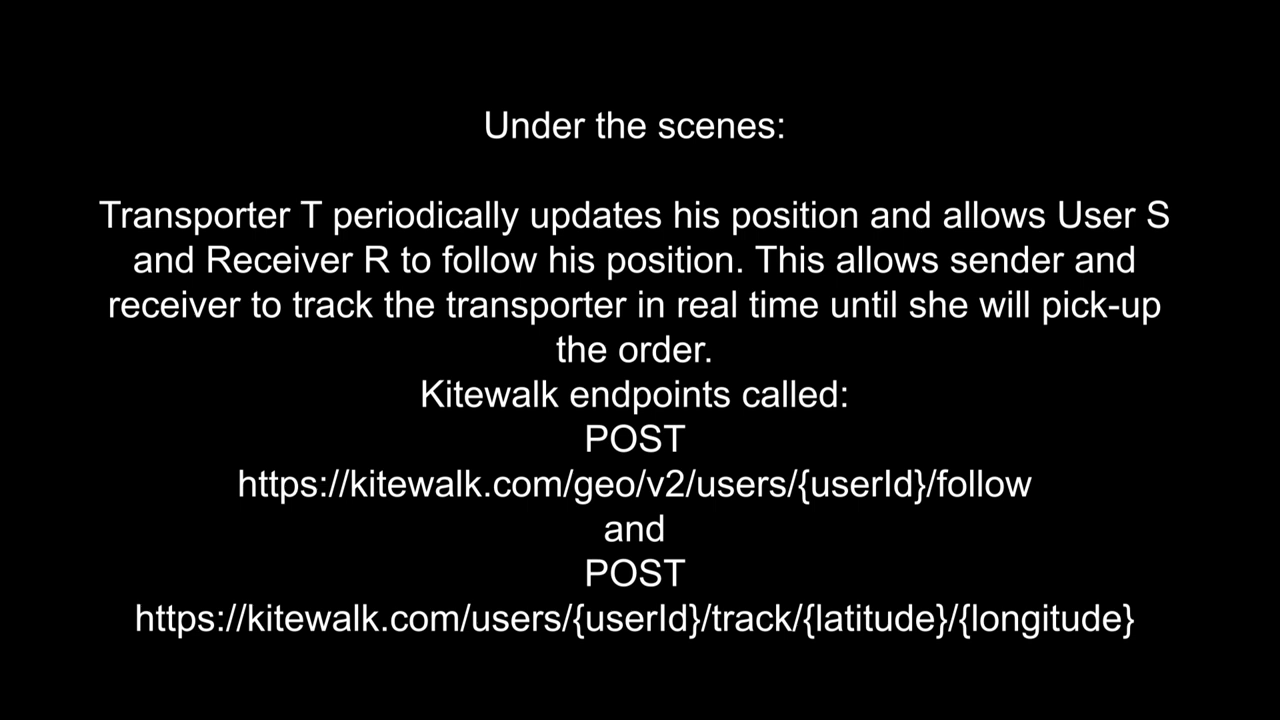 Under the scenes:
Transporter T periodically updates his position and allows User S
and Receiver R to follow his position. This allows sender and
receiver to track the transporter in real time until she will pick-up
the order.
Kitewalk endpoints called:
POST
https://kitewalk.com/geo/v2/users/{userId}/follow
and
POST
https://kitewalk.com/users/{userId}/track/{latitude}/{longitude}